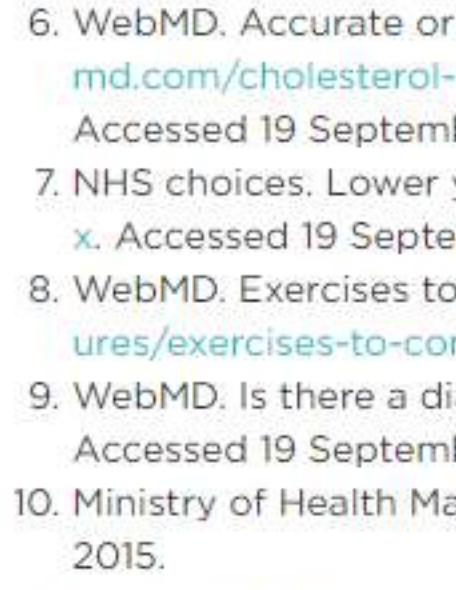 6. WebMD. Accurate or
md.com/cholesterol-
Accessed 19 Septem
7. NHS choices. Lower
x. Accessed 19 Septe
8. WebMD. Exercises to
ures/exercises-to-co
9. WebMD. Is there a di
Accessed 19 Septem
10. Ministry of Health Ma
2015.